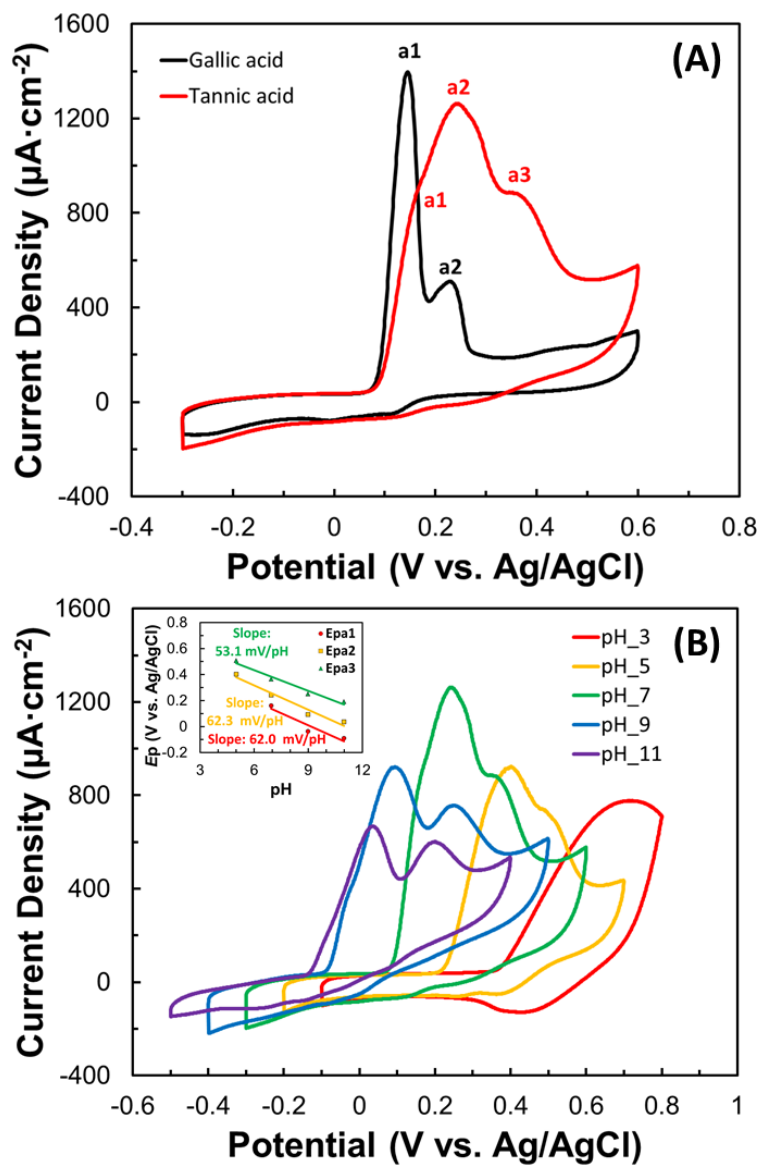 1600
1200
800
400
0
-400
Current Density (μA·cm-2)
Gallic acid
Tannic acid
(A)
a1
a2
a1
a3
a2
-0.4
-0.2
0
0.2
0.4
0.6
0.8
Potential (V vs. Ag/AgCl)
1600
1200
800
400
0
-400
Current Density (μA·cm-2)
(B)
0.8
0.6
0.4
0.2
0
-0.2
Ep (V vs. Ag/AgCl)
Slope:
53.1 mV/pH
Epa1
Epa2
Epa3
Slope:
62.3 mV/pH
Slope: 62.0 mV/pH
3
6
9
12
pH
pH_3
pH_5
pH_7
pH_9
pH_11
-0.6
-0.4
-0.2
0
0.2
0.4
0.6
0.8
1
Potential (V vs. Ag/AgCl)